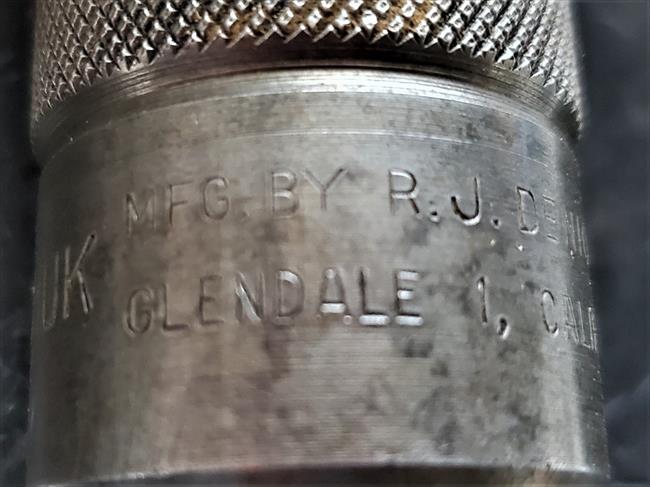 MFG. BY R. J.
UK GLENDALE 1,